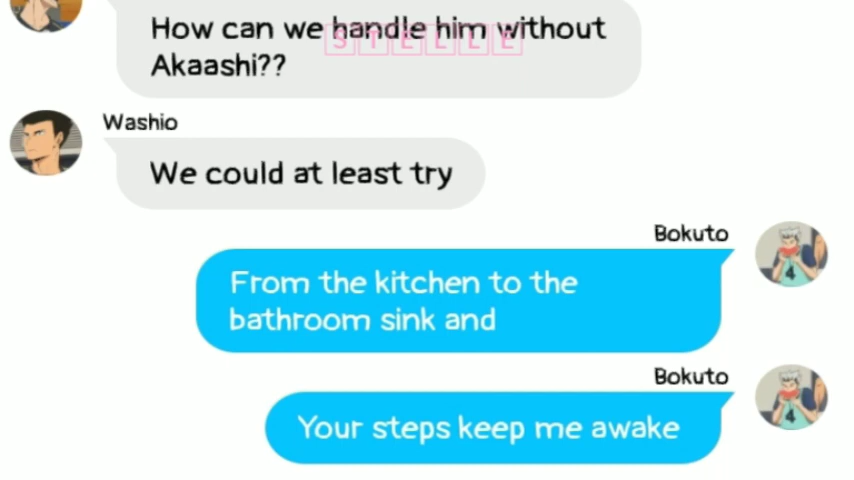 How can we handle him without
STELLE
Akaashi??
Washio
We could at least try
Bokuto
From the kitchen to the
bathroom sink and
Bokuto
Your steps keep me awake